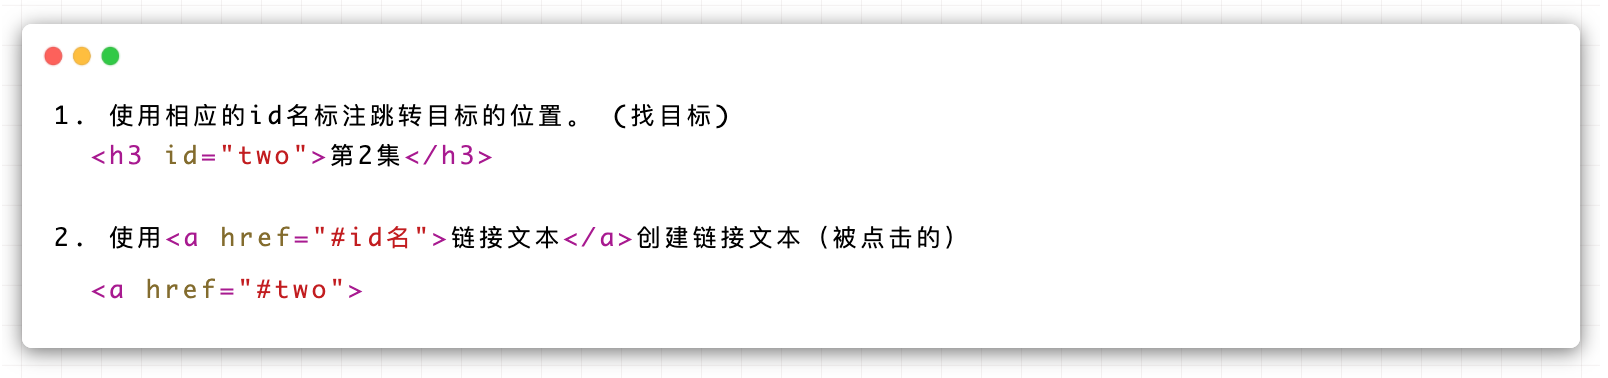 1. 使用相应的id名标注跳转目标的位置。 (找目标)
<h3 id="two">第2集</h3>
2. 使用<a href="#id名">链接文本</a>创建链接文本（被点击的）
<a href="#two">